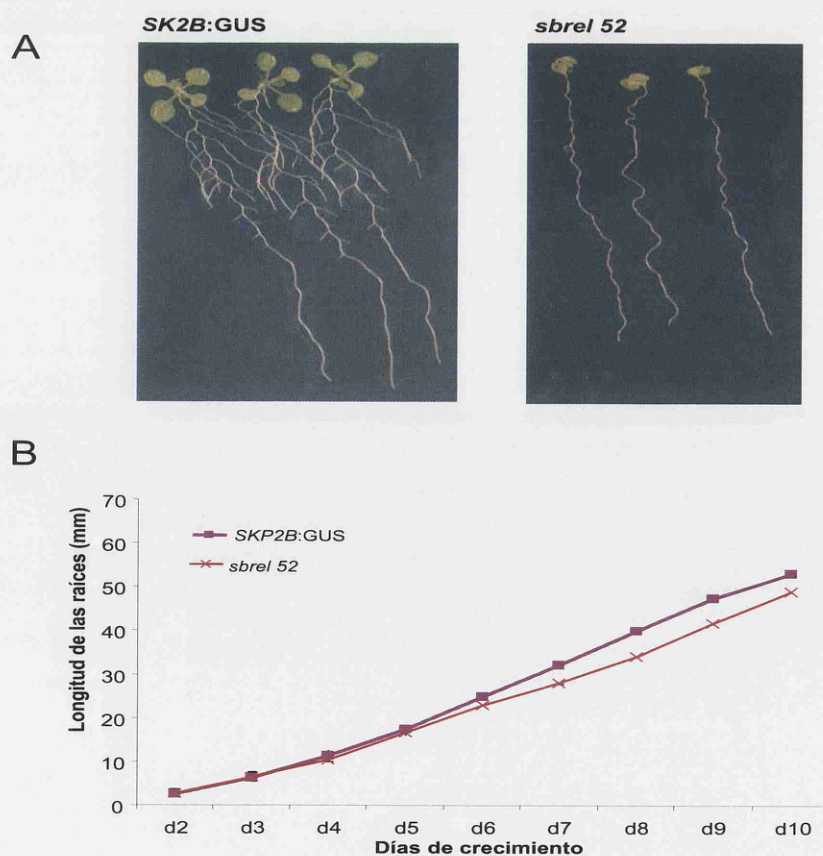 A
SK2B:GUS
sbrel 52
B
Longitud de las raíces (mm)
70
60
50
40
30
20
10
0
SKP2B:GUS
sbrel 52
d2 d3 d4 d5 d6 d7 d8 d9 d10
Días de crecimiento